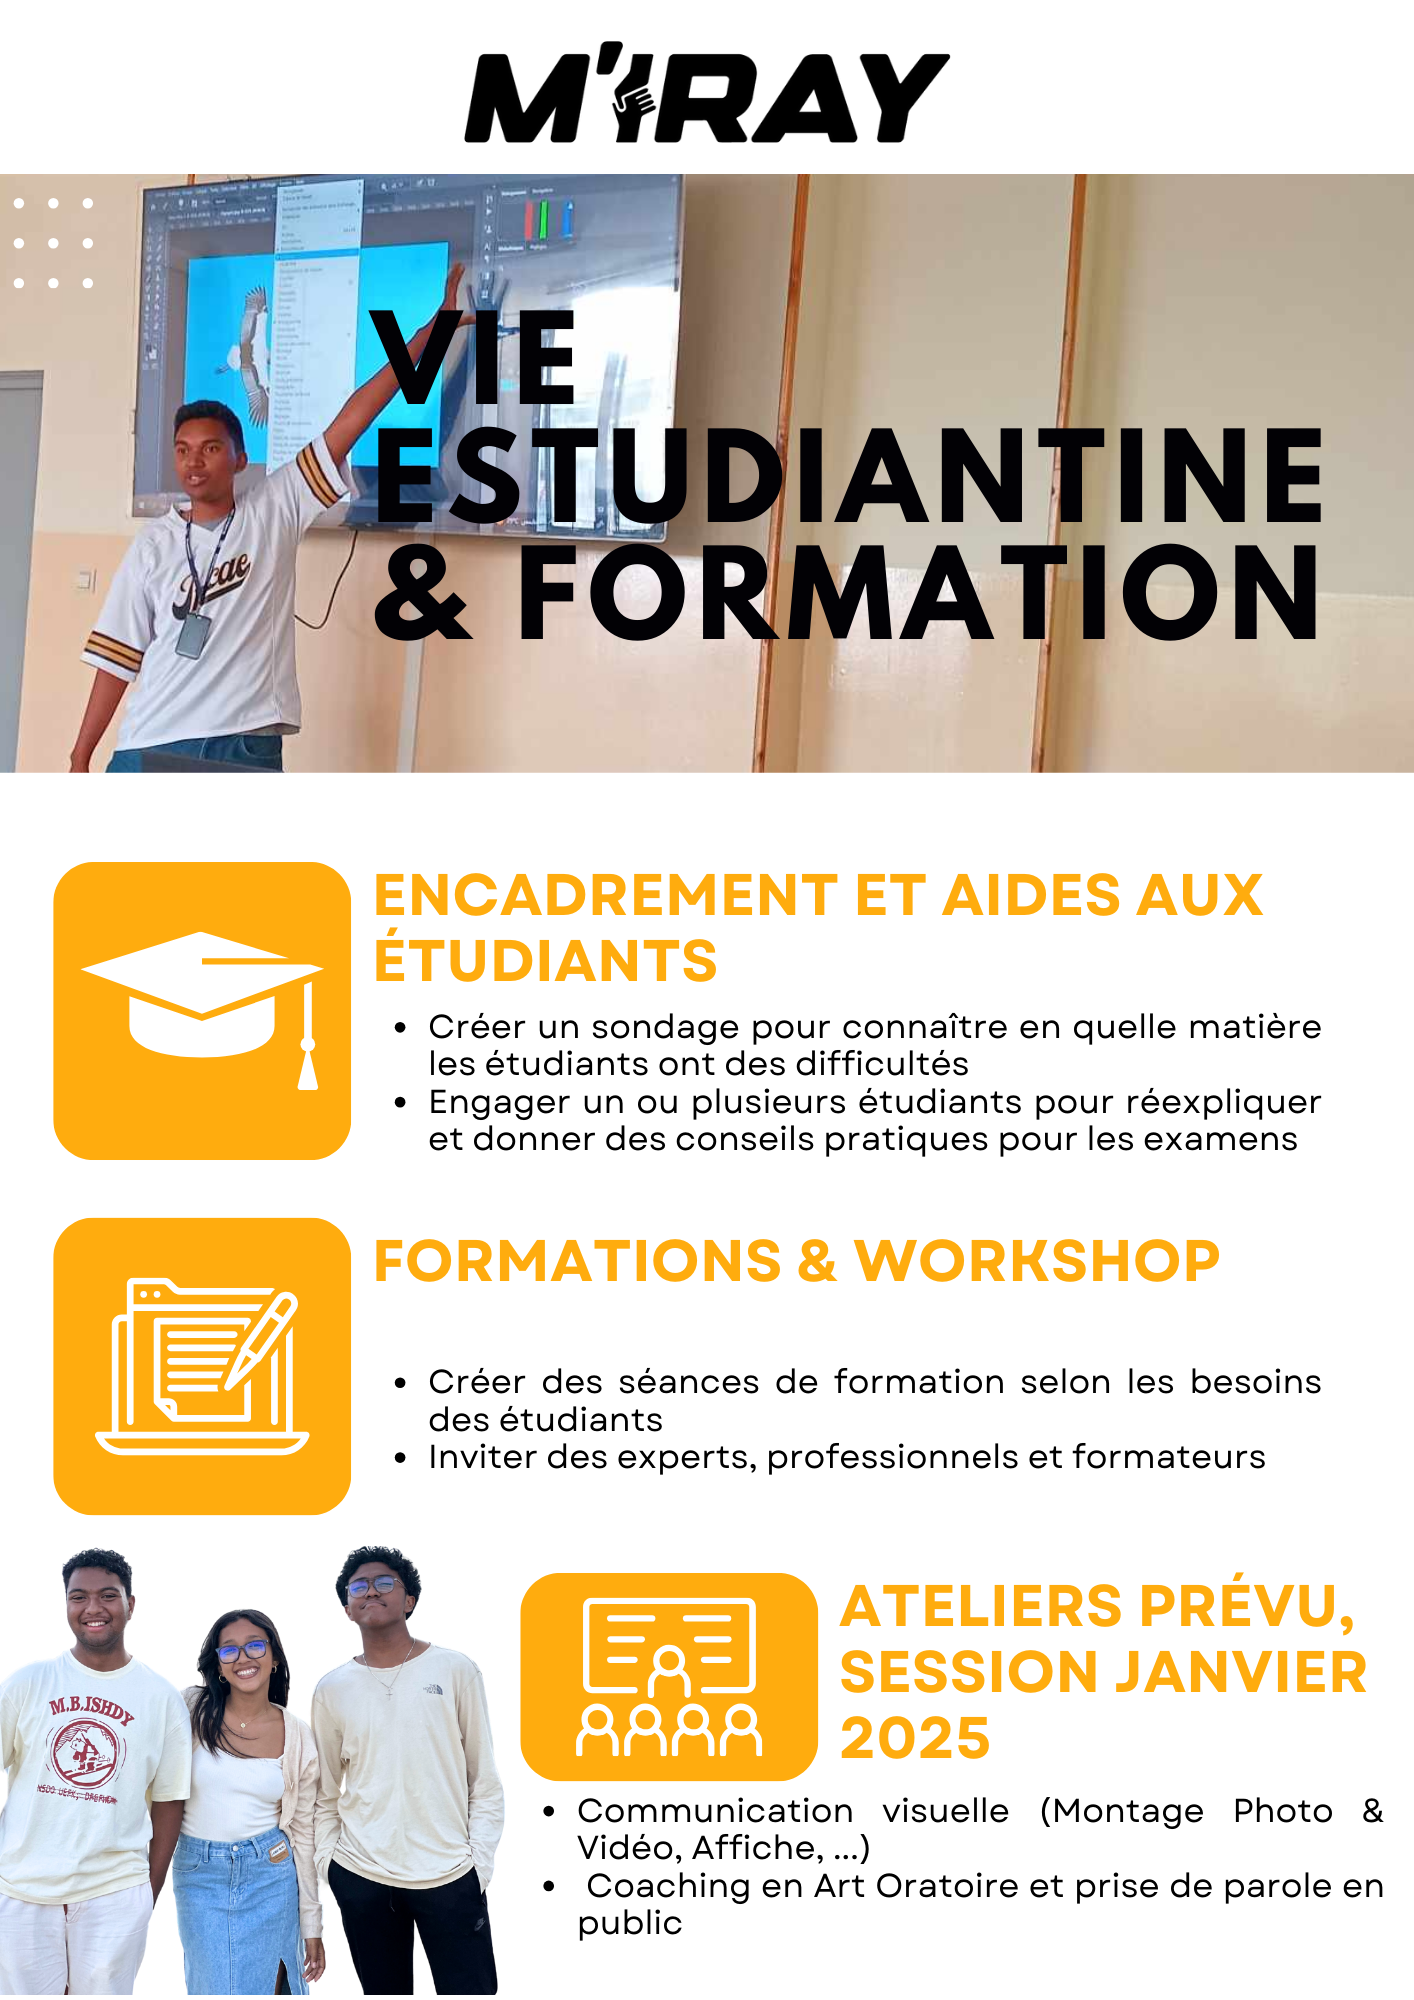 M'IRAY
VIE
ESTUDIANTINE
& FORMATION
ENCADREMENT ET AIDES AUX
ÉTUDIANTS
• Créer un sondage pour connaître en quelle matière
les étudiants ont des difficultés
• Engager un ou plusieurs étudiants pour réexpliquer
et donner des conseils pratiques pour les examens
FORMATIONS & WORKSHOP
• Créer des séances de formation selon les besoins
des étudiants
• Inviter des experts, professionnels et formateurs
M.B.ISHDY
THE NORTH FACE
ATELIERS PRÉVU,
SESSION JANVIER
2025
• Communication visuelle (Montage Photo &
Vidéo, Affiche, ...)
• Coaching en Art Oratoire et prise de parole en
public